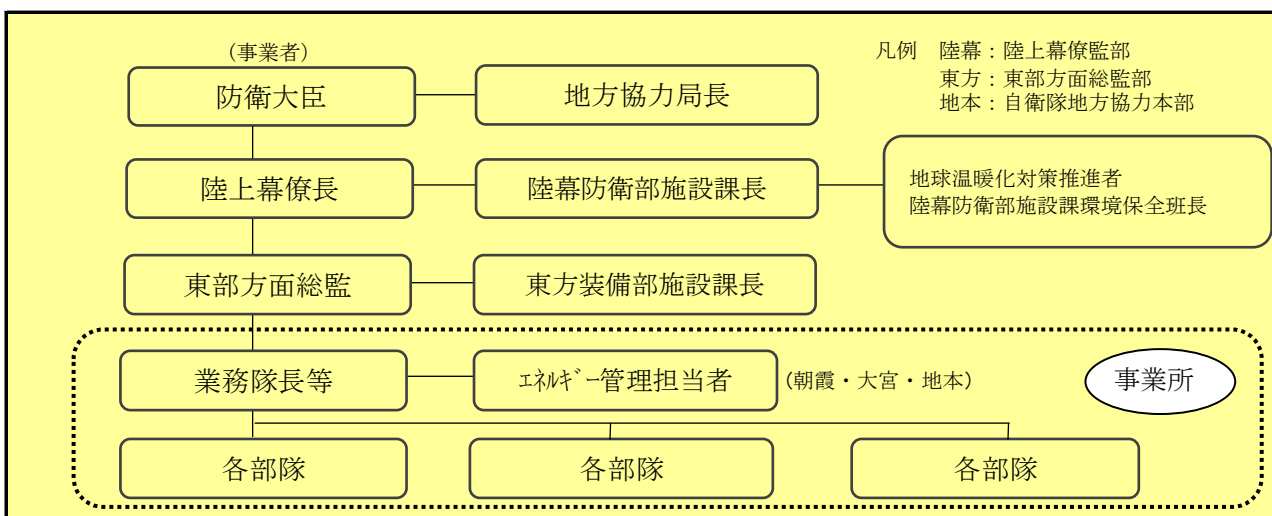 (事業者)
凡例　陸幕：陸上幕僚監部
東方：東部方面総監部
地本：自衛隊地方協力本部
防衛大臣
地方協力局長
陸上幕僚長
陸幕防衛部施設課長
地球温暖化対策推進者
陸幕防衛部施設課環境保全班長
東部方面総監
東方装備部施設課長
業務隊長等
ｴﾈﾙｷﾞｰ管理担当者
(朝霞・大宮・地本)
事業所
各部隊
各部隊
各部隊